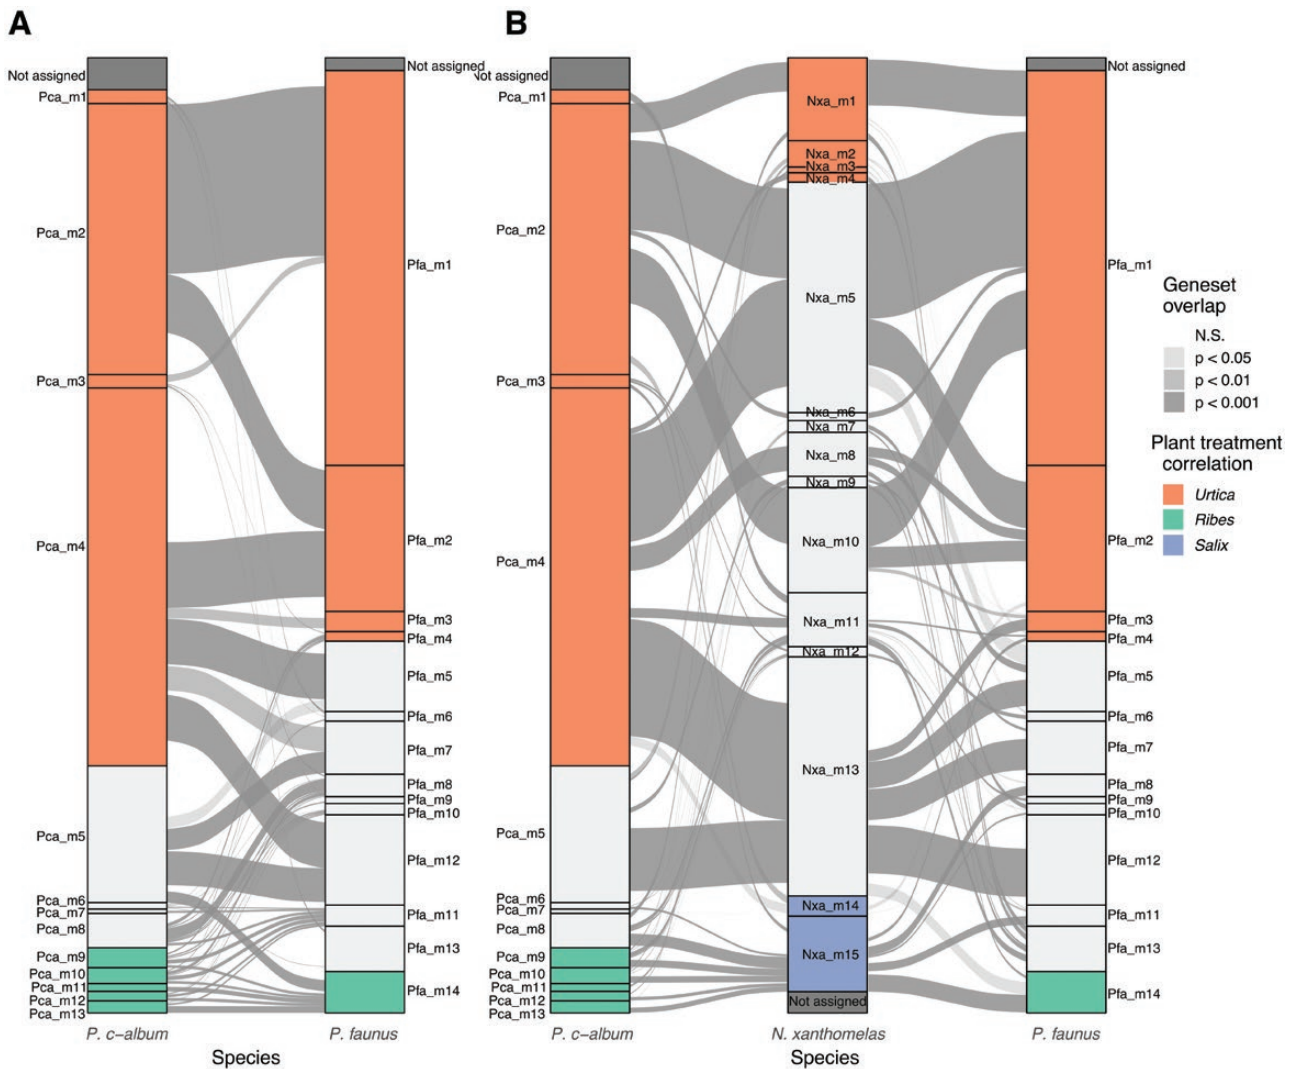 A
Not assigned
Pca_m1
Pca_m2
Pca_m3
Pca_m4
Pca_m5
Pca_m6
Pca_m7
Pca_m8
Pca_m9
Pca_m10
Pca_m11
Pca_m12
Pca_m13
Not assigned
Pfa_m1
Pfa_m2
Pfa_m3
Pfa_m4
Pfa_m5
Pfa_m6
Pfa_m7
Pfa_m8
Pfa_m9
Pfa_m10
Pfa_m12
Pfa_m11
Pfa_m13
Pfa_m14
P. c-album
P. faunus
Species
B
Not assigned
Pca_m1
Pca_m2
Pca_m3
Pca_m4
Pca_m5
Pca_m6
Pca_m7
Pca_m8
Pca_m9
Pca_m10
Pca_m11
Pca_m12
Pca_m13
Nxa_m1
Nxa_m2
Nxa_m3
Nxa_m4
Nxa_m5
Nxa_m6
Nxa_m7
Nxa_m8
Nxa_m9
Nxa_m10
Nxa_m11
Nxa_m12
Nxa_m13
Nxa_m14
Nxa_m15
Not assigned
Not assigned
Pfa_m1
Pfa_m2
Pfa_m3
Pfa_m4
Pfa_m5
Pfa_m6
Pfa_m7
Pfa_m8
Pfa_m9
Pfa_m10
Pfa_m12
Pfa_m11
Pfa_m13
Pfa_m14
P. c-album
N. xanthomelas
P. faunus
Species
Geneset
overlap
N.S.
p < 0.05
p < 0.01
p < 0.001
Plant treatment
correlation
Urtica
Ribes
Salix